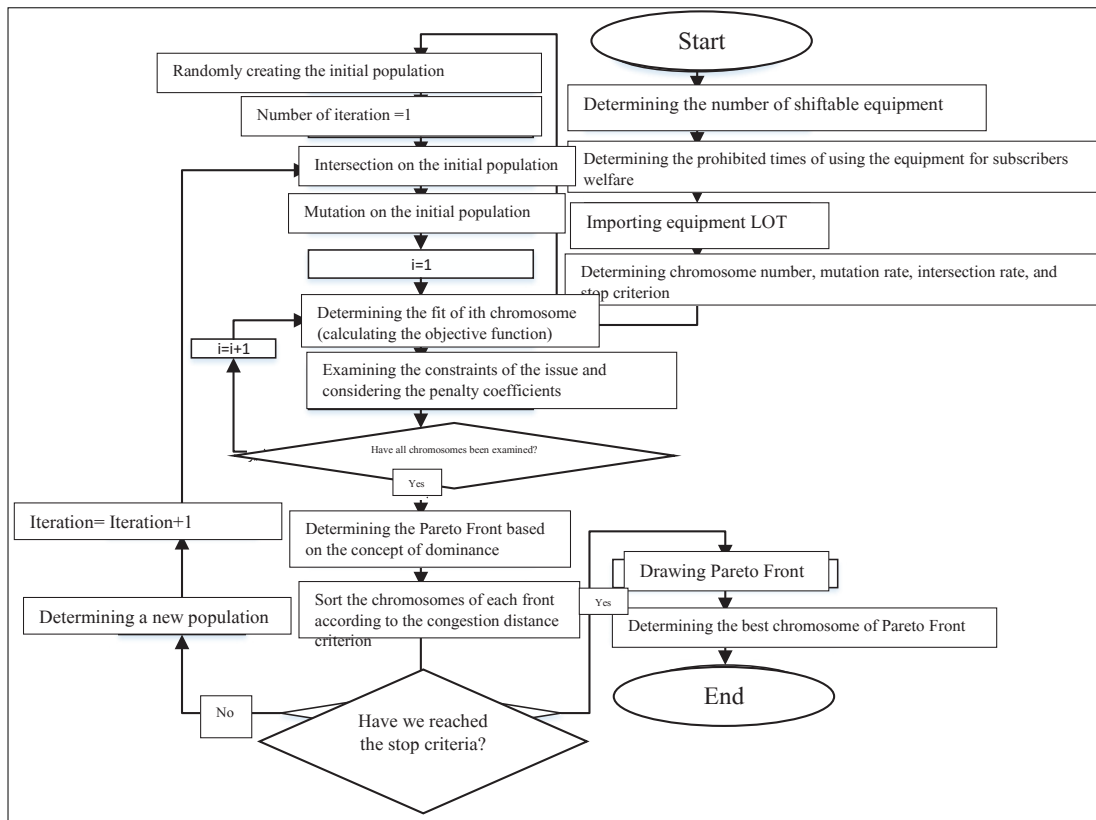 Start
Determining the number of shiftable equipment
Determining the prohibited times of using the equipment for subscribers
welfare
Importing equipment LOT
Determining chromosome number, mutation rate, intersection rate, and
stop criterion
Randomly creating the initial population
Number of iteration =1
Intersection on the initial population
Mutation on the initial population
i=1
Determining the fit of ith chromosome
(calculating the objective function)
i=i+1
Examining the constraints of the issue and
considering the penalty coefficients
Have all chromosomes been examined?
Yes
Determining the Pareto Front based
on the concept of dominance
Sort the chromosomes of each front
according to the congestion distance
criterion
Have we reached
the stop criteria?
No
Determining a new population
Iteration= Iteration+1
Yes
Drawing Pareto Front
Determining the best chromosome of Pareto Front
End